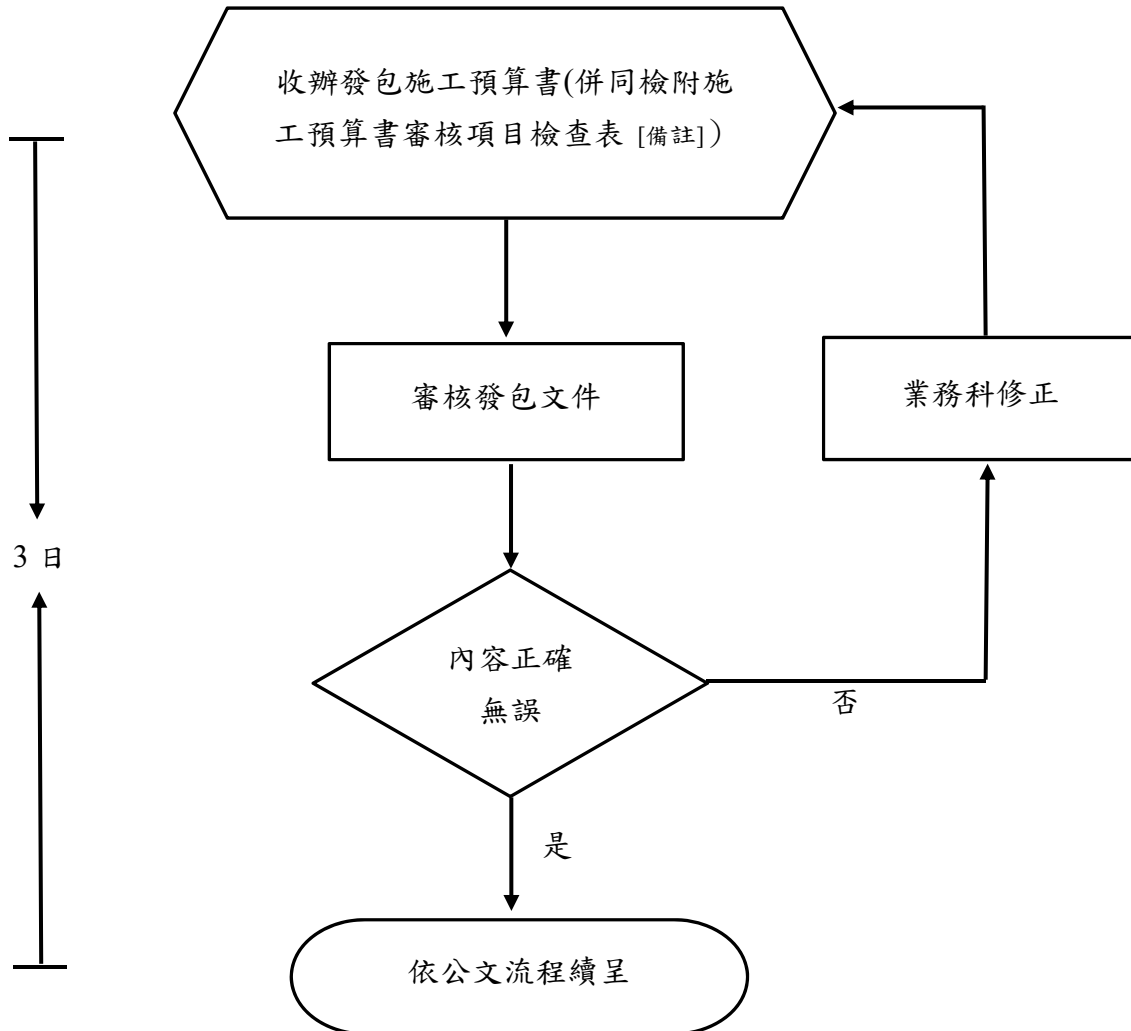 收辦發包施工預算書(併同檢附施
工預算書審核項目檢查表 [備註])
審核發包文件
業務科修正
3 日
內容正確
無誤
否
是
依公文流程續呈